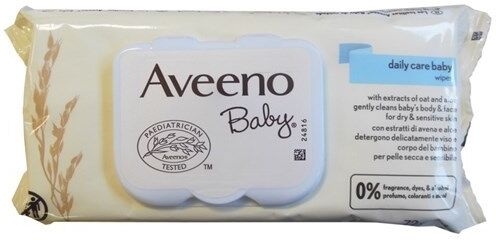 Aveeno
Baby®
PAEDIATRICIAN
Aveeno®
TESTED
TM
24816
daily care baby
wipes
with extracts of oat and aloe
gently cleans baby's body & face
for dry & sensitive skin
con estratti di avena e aloe
detergono delicatamente viso e
corpo del bambino
per pelle secca e sensibile
0% fragrance, dyes, & alcohol
profumo, coloranti e